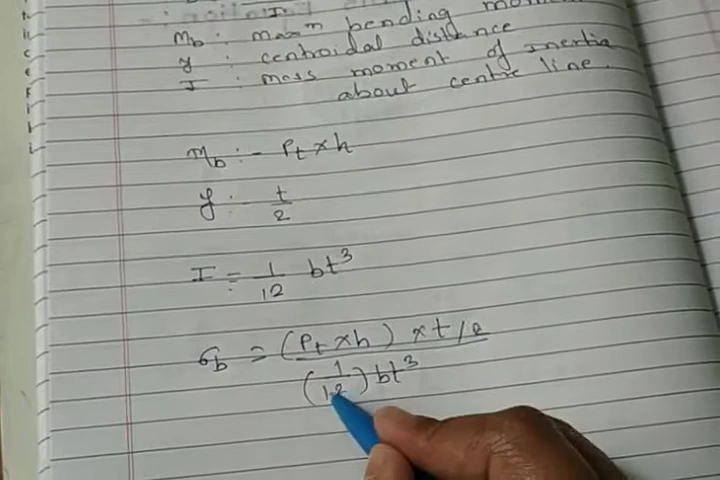 Mb : maxm bending
y : centroidal distance
I : mass moment of Inertia
about centre line.
Mb :- Pt × h
y :- t/2
I = 1/12 bt³
σb = (Pt × h) × t/2
(1/12) bt³